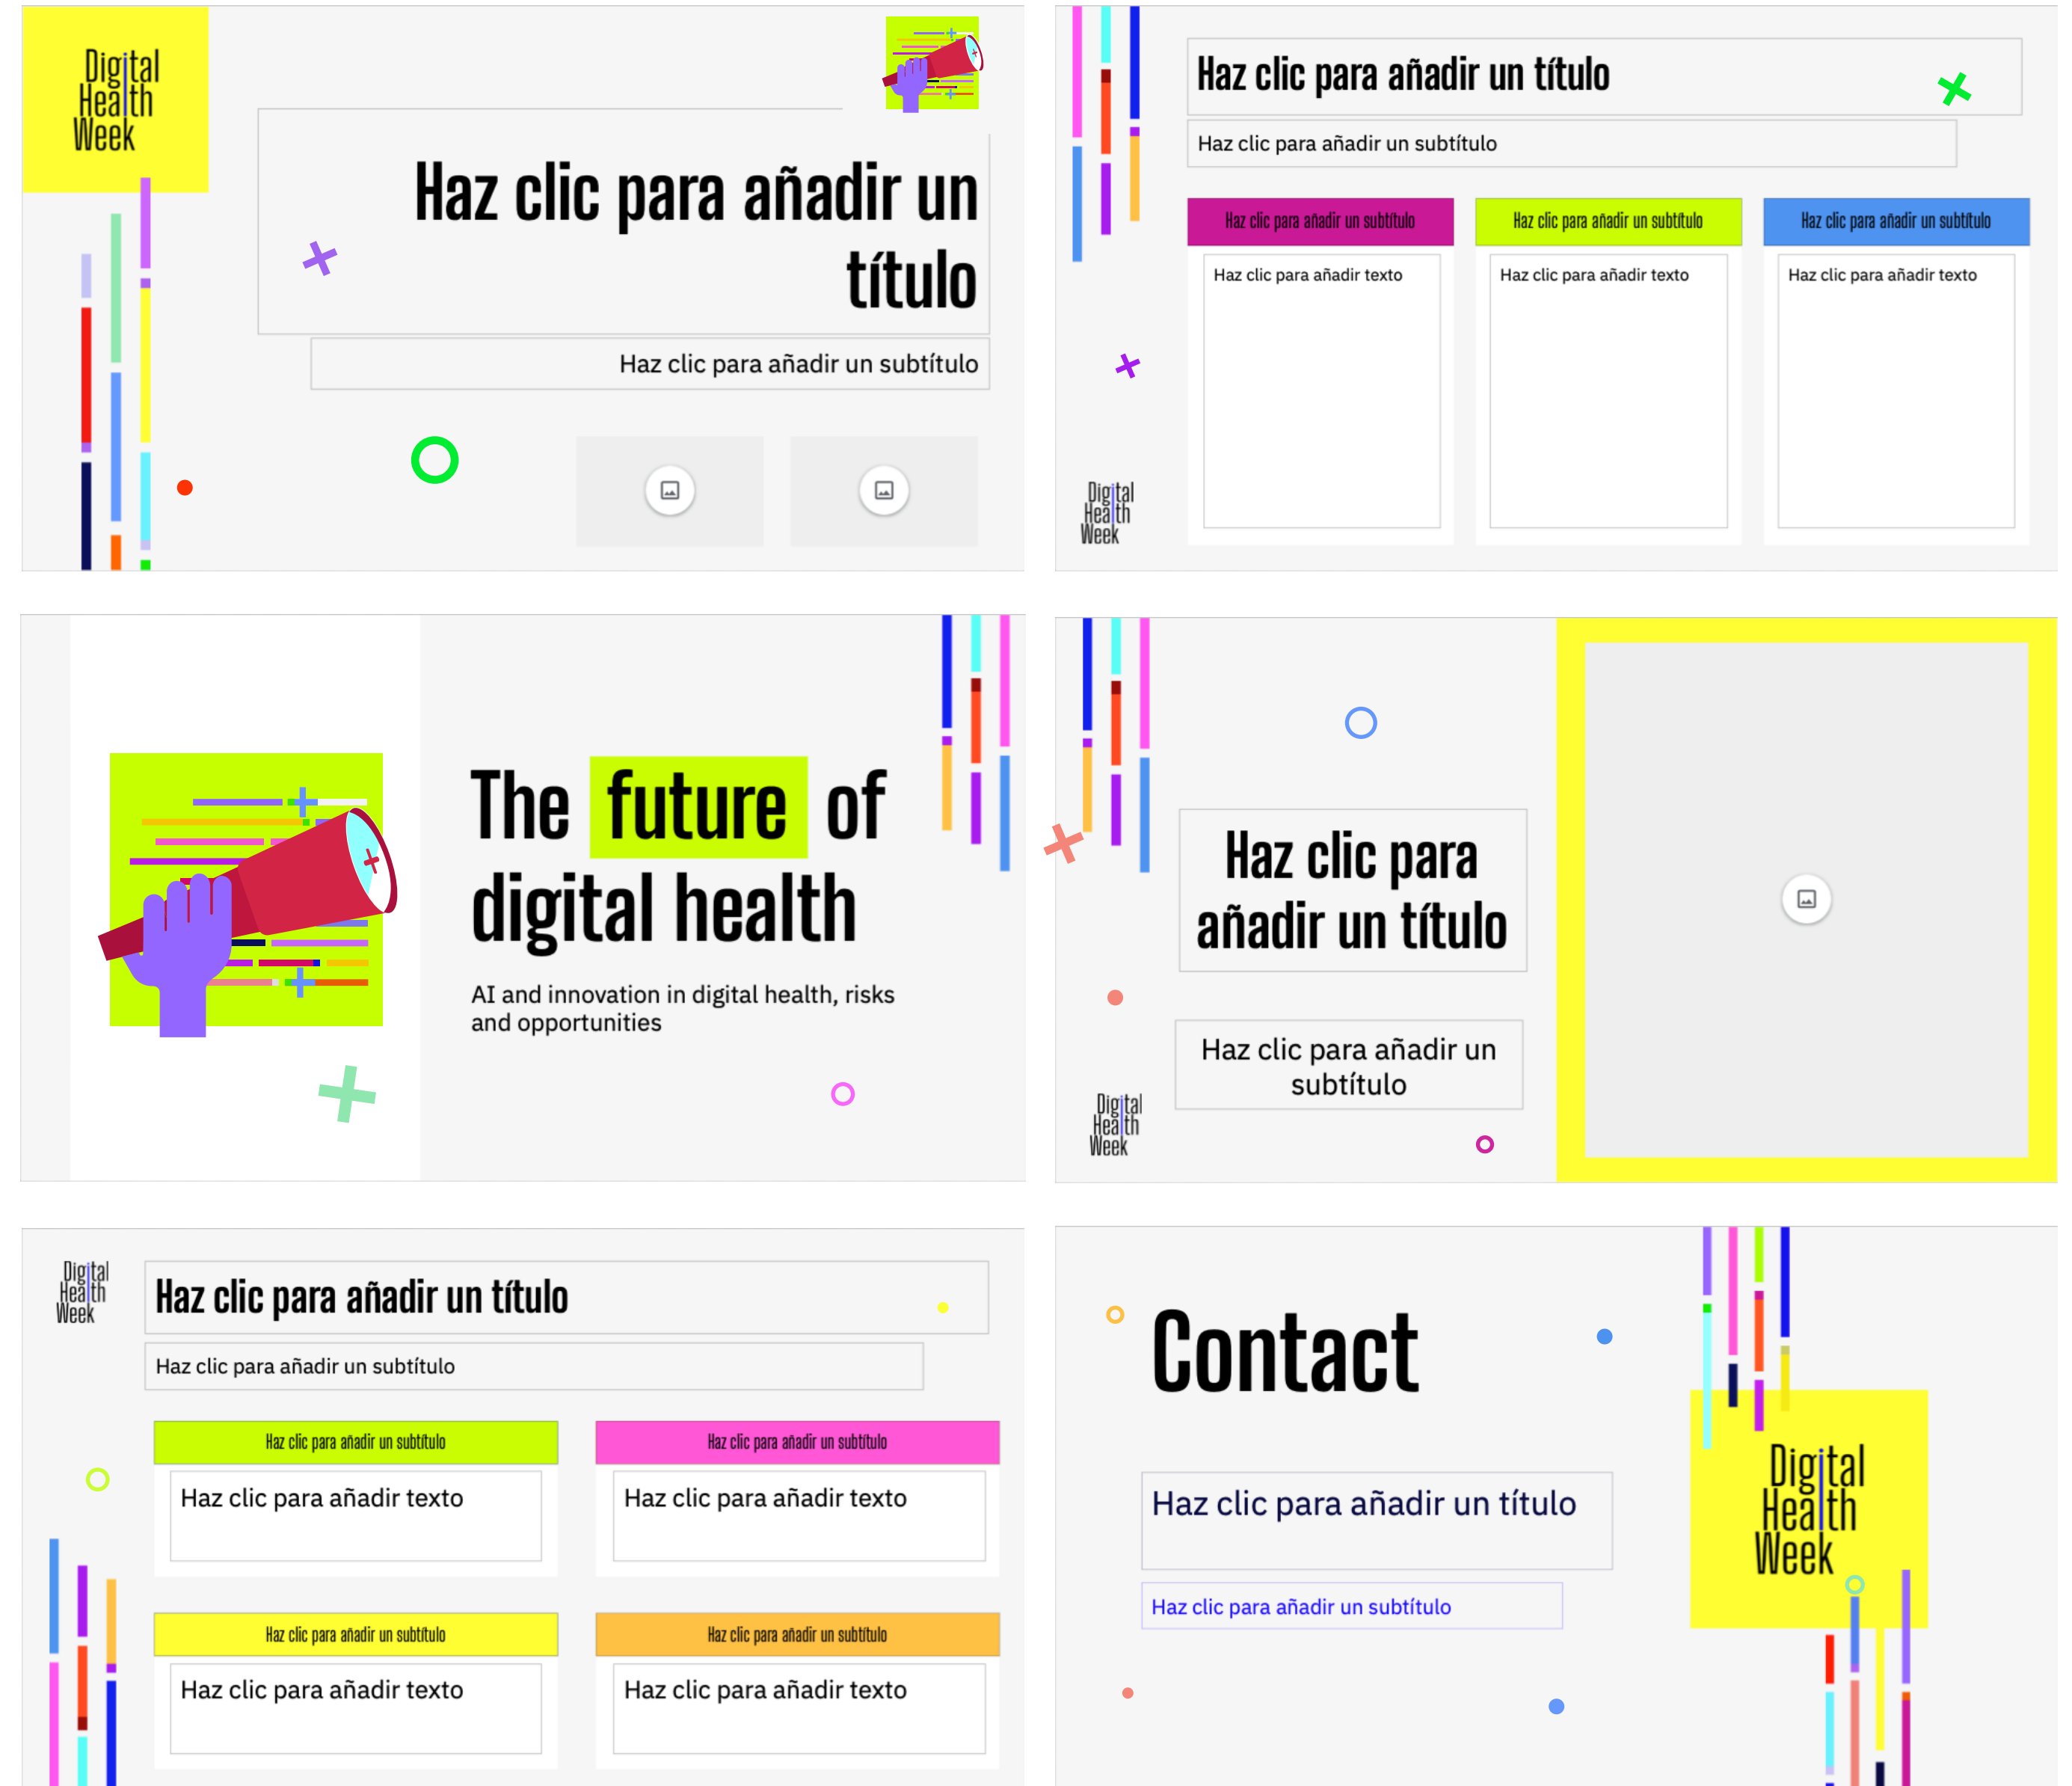 Digital
Health
Week
Haz clic para añadir un
título
Haz clic para añadir un subtítulo
Haz clic para añadir un título
Haz clic para añadir un subtítulo
Haz clic para añadir un subtítulo
Haz clic para añadir un subtítulo
Haz clic para añadir un subtítulo
Haz clic para añadir texto
Haz clic para añadir texto
Haz clic para añadir texto
Digital
Health
Week
The future of
digital health
AI and innovation in digital health, risks
and opportunities
Haz clic para
añadir un título
Haz clic para añadir un
subtítulo
Digital
Health
Week
Digital
Health
Week
Haz clic para añadir un título
Haz clic para añadir un subtítulo
Haz clic para añadir un subtítulo
Haz clic para añadir un subtítulo
Haz clic para añadir texto
Haz clic para añadir texto
Haz clic para añadir un subtítulo
Haz clic para añadir un subtítulo
Haz clic para añadir texto
Haz clic para añadir texto
Contact
Haz clic para añadir un título
Haz clic para añadir un subtítulo
Digital
Health
Week